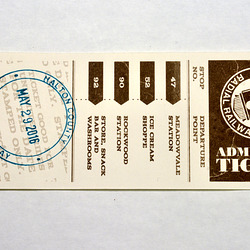 HALTON COUNTY
MAY 29 2016
AY
92
STORE, SNACK
BAR AND
WASHROOMS
90
ROCKWOOD
STATION
52
ICE CREAM
SHOPPE
47
MEADOWVALE
STATION
STOP
NO.
DEPARTURE
POINT
RADIAL RAILWAY
ADM
TIC